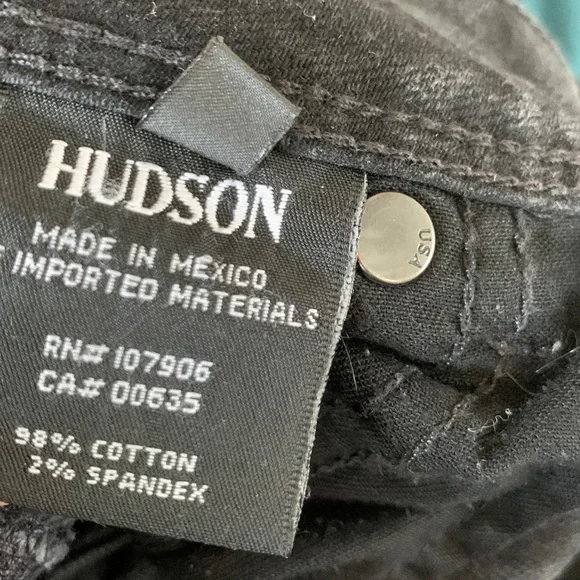 HUDSON
MADE IN MEXICO
IMPORTED MATERIALS
RN# 107906
CA# 00635
98% COTTON
2% SPANDEX
USA